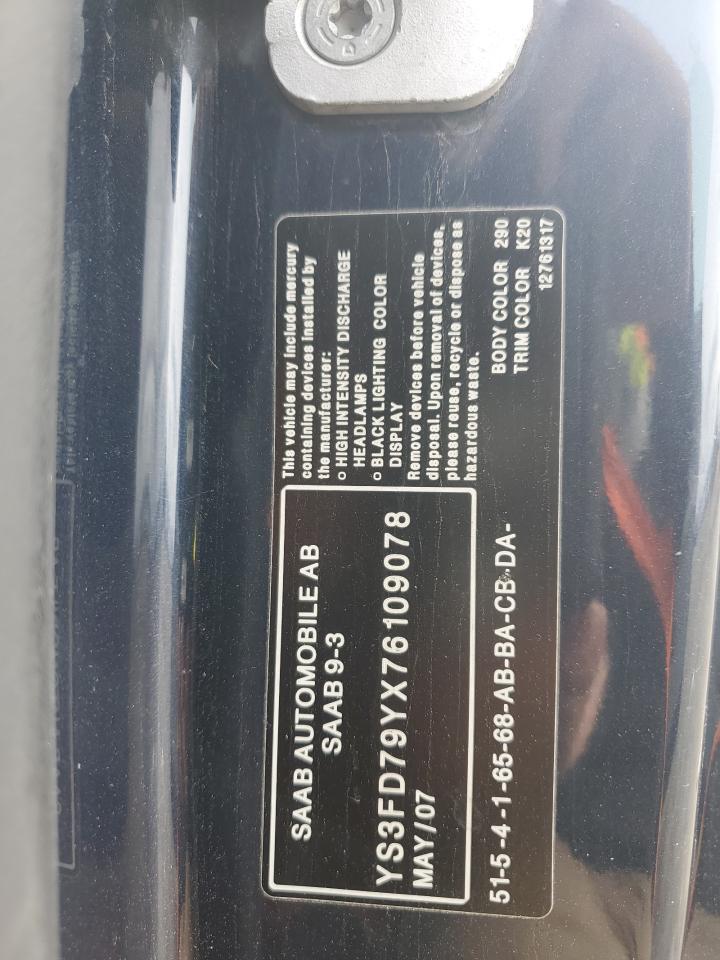 SAAB AUTOMOBILE AB
SAAB 9-3
YS3FD79YX76109078
MAY/07
This vehicle may include mercury
containing devices installed by
the manufacturer:
○ HIGH INTENSITY DISCHARGE
HEADLAMPS
○ BLACK LIGHTING COLOR
DISPLAY
Remove devices before vehicle
disposal. Upon removal of devices,
please reuse, recycle or dispose as
hazardous waste.
51-5-4-1-65-68-AB-BA-CB-DA-
BODY COLOR 290
TRIM COLOR K20
12761317